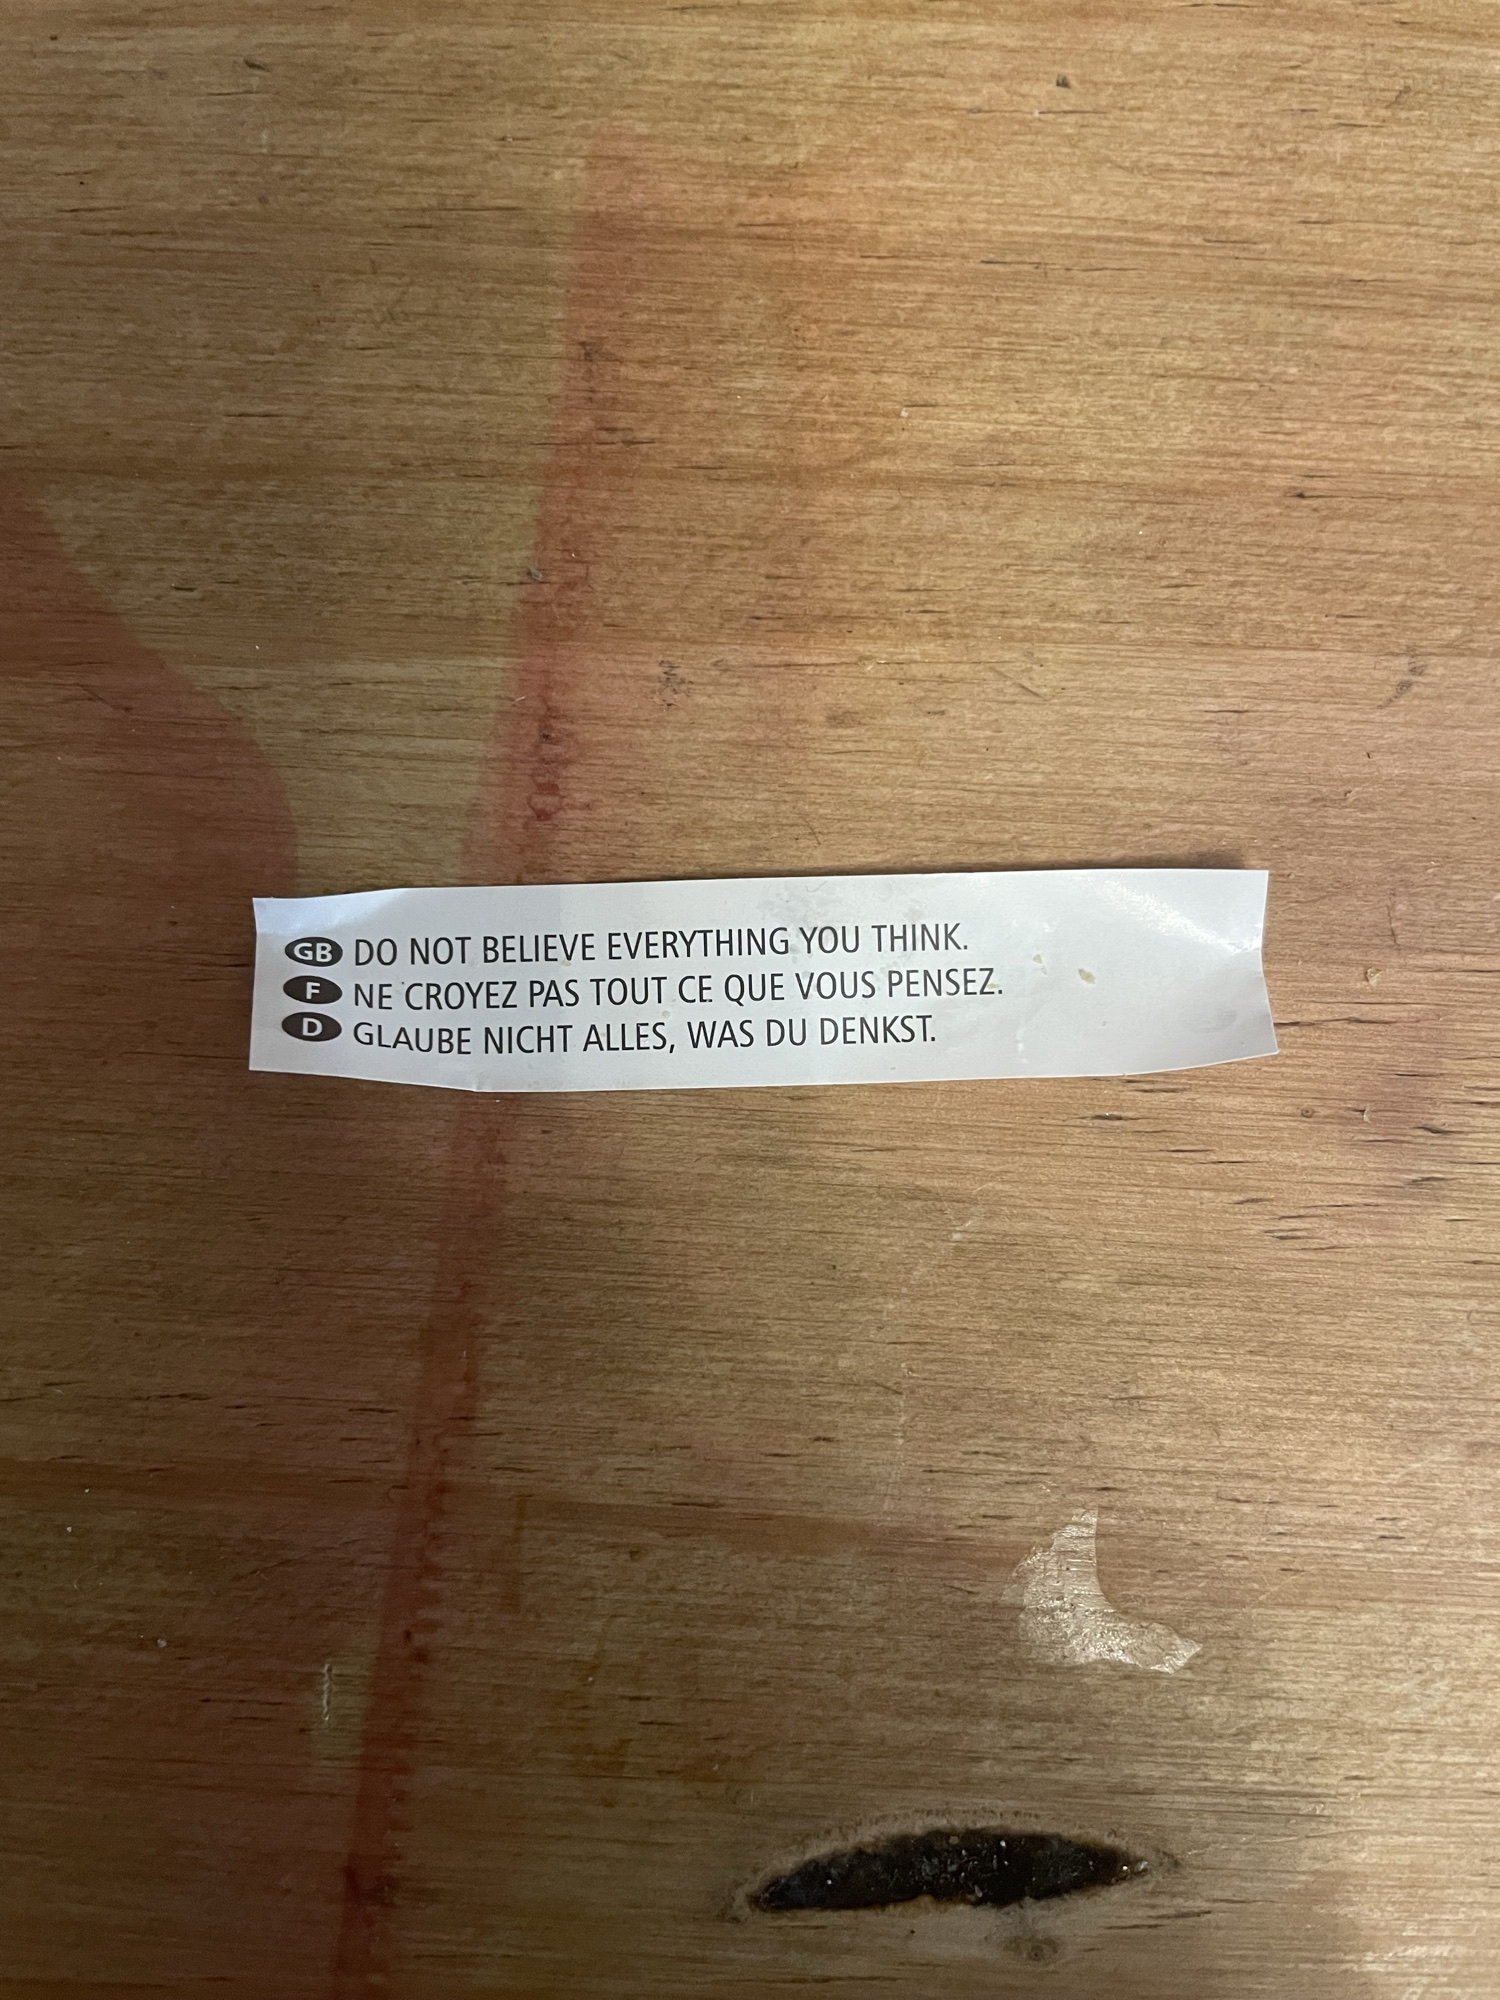 GB DO NOT BELIEVE EVERYTHING YOU THINK.
F NE CROYEZ PAS TOUT CE QUE VOUS PENSEZ.
D GLAUBE NICHT ALLES, WAS DU DENKST.